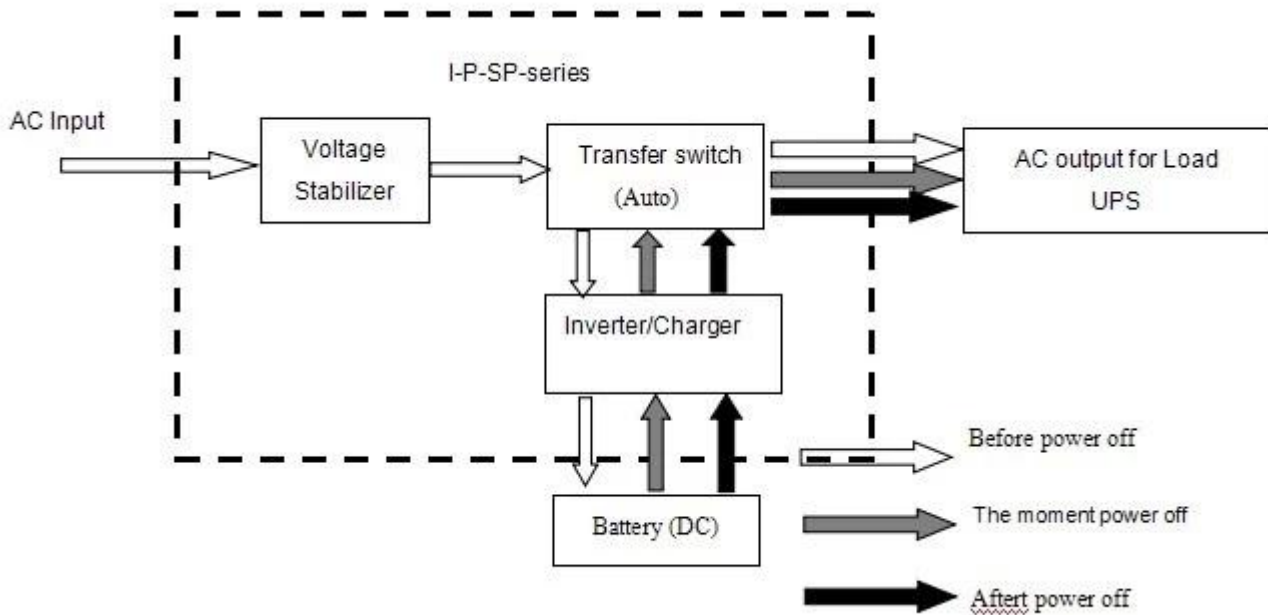 I-P-SP-series
AC Input
Voltage
Stabilizer
Transfer switch
(Auto)
AC output for Load
UPS
Inverter/Charger
Battery (DC)
Before power off
The moment power off
Aftert power off